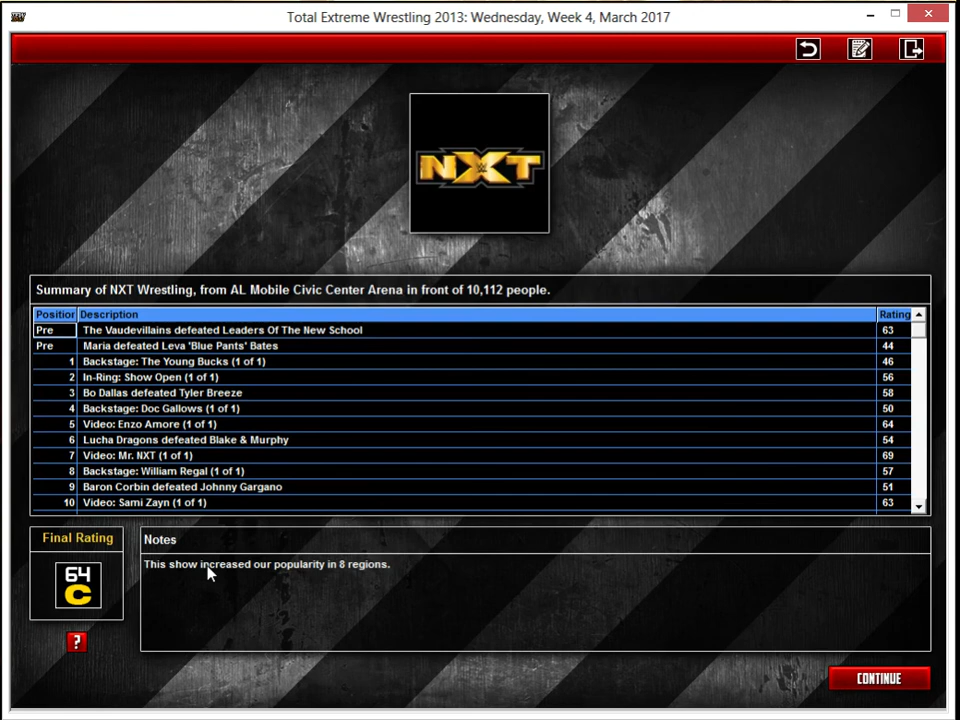 Total Extreme Wrestling 2013: Wednesday, Week 4, March 2017
NXT
Summary of NXT Wrestling, from AL Mobile Civic Center Arena in front of 10,112 people.
Position Description Rating
Pre The Vaudevillains defeated Leaders Of The New School 63
Pre Maria defeated Leva 'Blue Pants' Bates 44
1 Backstage: The Young Bucks (1 of 1) 46
2 In-Ring: Show Open (1 of 1) 56
3 Bo Dallas defeated Tyler Breeze 58
4 Backstage: Doc Gallows (1 of 1) 50
5 Video: Enzo Amore (1 of 1) 64
6 Lucha Dragons defeated Blake & Murphy 54
7 Video: Mr. NXT (1 of 1) 69
8 Backstage: William Regal (1 of 1) 57
9 Baron Corbin defeated Johnny Gargano 51
10 Video: Sami Zayn (1 of 1) 63
Final Rating
64
C
?
Notes
This show increased our popularity in 8 regions.
CONTINUE